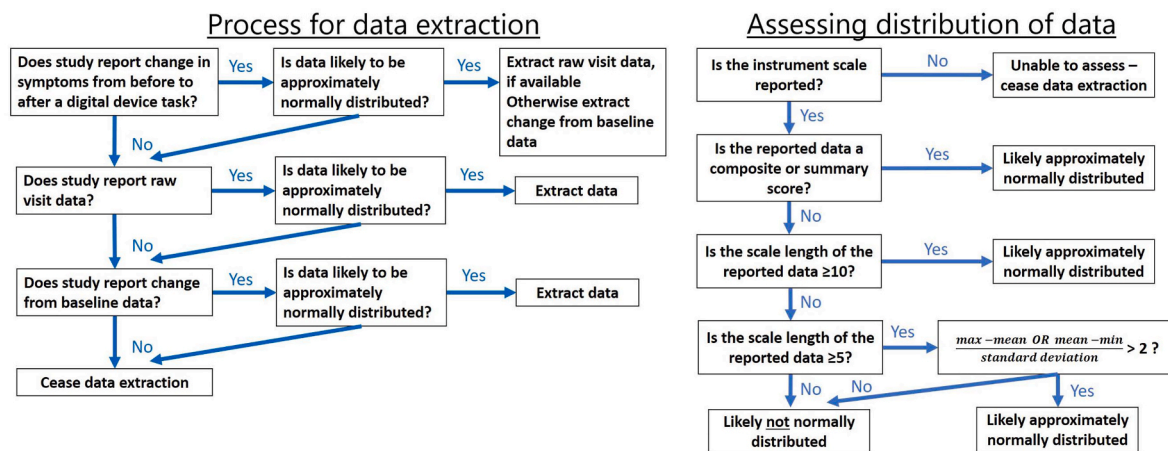 Process for data extraction
Does study report change in
symptoms from before to
after a digital device task?
Yes
Is data likely to be
approximately
normally distributed?
Yes
Extract raw visit data,
if available
Otherwise extract
change from baseline
data
No
Does study report raw
visit data?
Yes
Is data likely to be
approximately
normally distributed?
Yes
Extract data
No
Does study report change
from baseline data?
Yes
Is data likely to be
approximately
normally distributed?
Yes
Extract data
No
Cease data extraction
Assessing distribution of data
Is the instrument scale
reported?
No
Unable to assess –
cease data extraction
Yes
Is the reported data a
composite or summary
score?
Yes
Likely approximately
normally distributed
No
Is the scale length of the
reported data ≥10?
Yes
Likely approximately
normally distributed
No
Is the scale length of the
reported data ≥5?
Yes
max –mean OR mean –min
standard deviation
> 2 ?
No
No
Yes
Likely not normally
distributed
Likely approximately
normally distributed